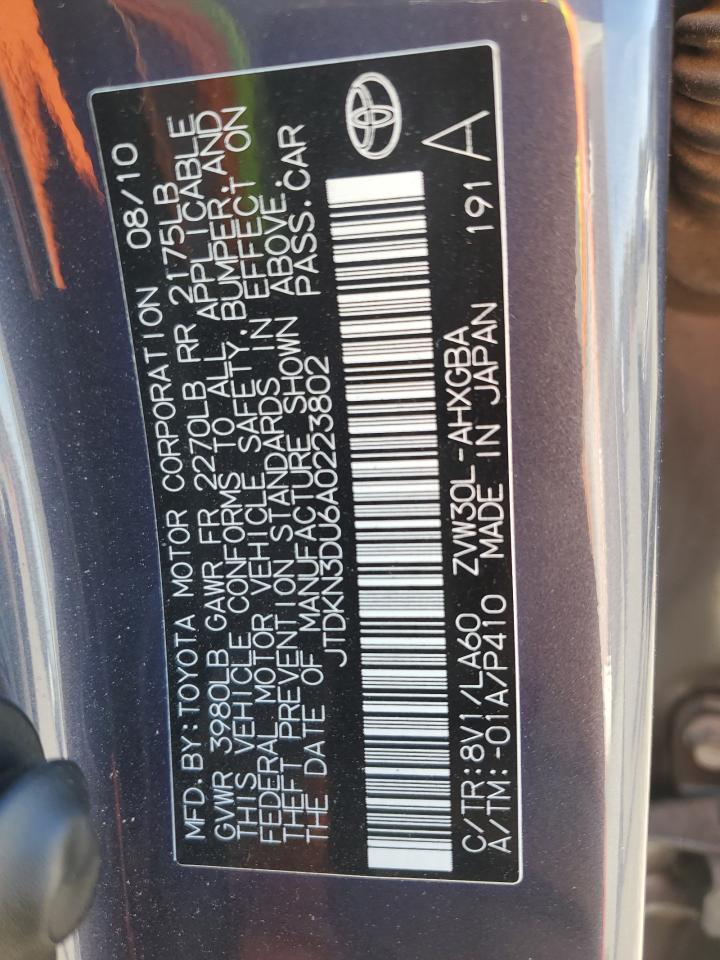 MFD.BY:TOYOTA MOTOR CORPORATION 08/10
GVWR 3980LB GAWR FR 2270LB RR 2175LB
THIS VEHICLE CONFORMS TO ALL APPLICABLE
FEDERAL MOTOR VEHICLE SAFETY,BUMPER,AND
THEFT PREVENTION STANDARDS IN EFFECT ON
THE DATE OF MANUFACTURE SHOWN ABOVE.
JTDKN3DU6A0223802 PASS.CAR
C/TR:8V1/LA60 ZVW30L-AHXGBA
A/TM:-01A/P410 MADE IN JAPAN 191 A